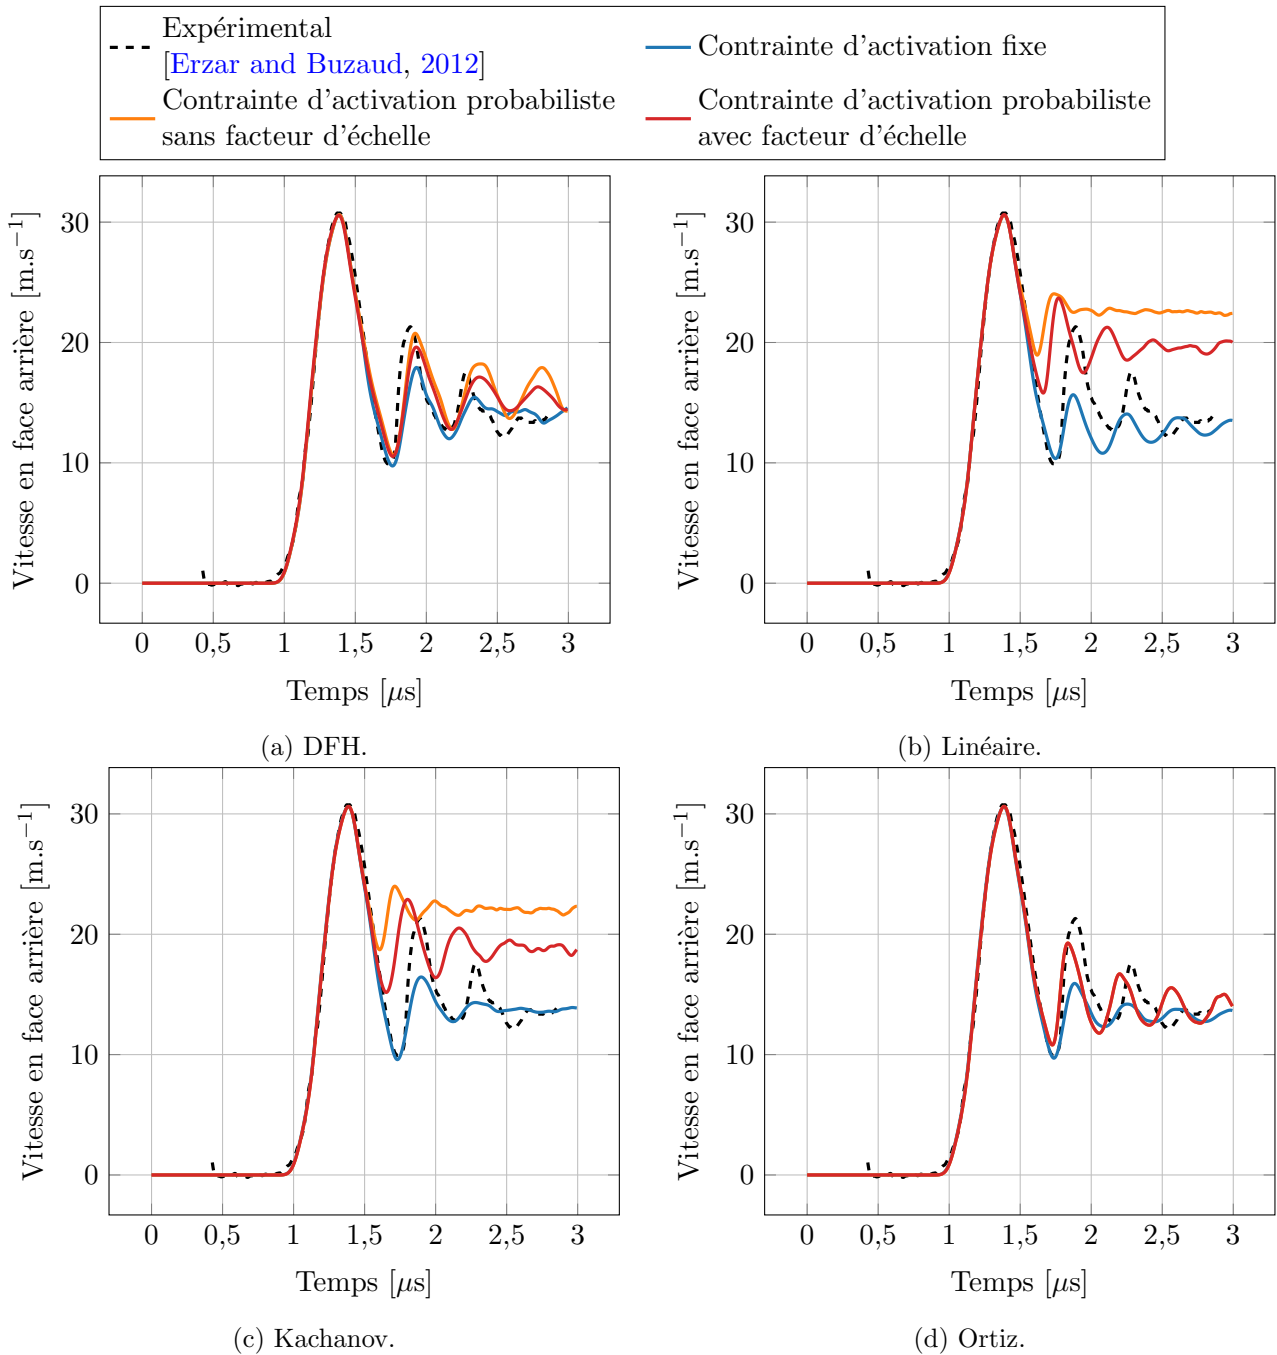 Expérimental
[Erzar and Buzaud, 2012]
Contrainte d'activation fixe
Contrainte d'activation probabiliste
sans facteur d'échelle
Contrainte d'activation probabiliste
avec facteur d'échelle
Vitesse en face arrière [m.s⁻¹]
30
20
10
0
0 0,5 1 1,5 2 2,5 3
Temps [μs]
(a) DFH.
Vitesse en face arrière [m.s⁻¹]
30
20
10
0
0 0,5 1 1,5 2 2,5 3
Temps [μs]
(b) Linéaire.
Vitesse en face arrière [m.s⁻¹]
30
20
10
0
0 0,5 1 1,5 2 2,5 3
Temps [μs]
(c) Kachanov.
Vitesse en face arrière [m.s⁻¹]
30
20
10
0
0 0,5 1 1,5 2 2,5 3
Temps [μs]
(d) Ortiz.